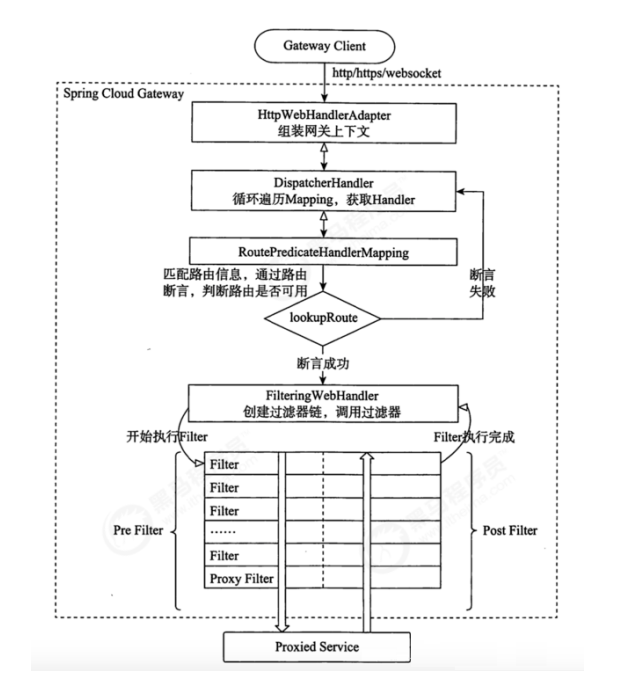 Gateway Client
http/https/websocket
Spring Cloud Gateway
HttpWebHandlerAdapter
组装网关上下文
DispatcherHandler
循环遍历Mapping，获取Handler
RoutePredicateHandlerMapping
匹配路由信息，通过路由
断言，判断路由是否可用
断言
失败
lookupRoute
断言成功
FilteringWebHandler
创建过滤器链，调用过滤器
开始执行Filter
Filter执行完成
Filter
Filter
Filter
……
Filter
Proxy Filter
Pre Filter
Post Filter
Proxied Service
黑马程序员